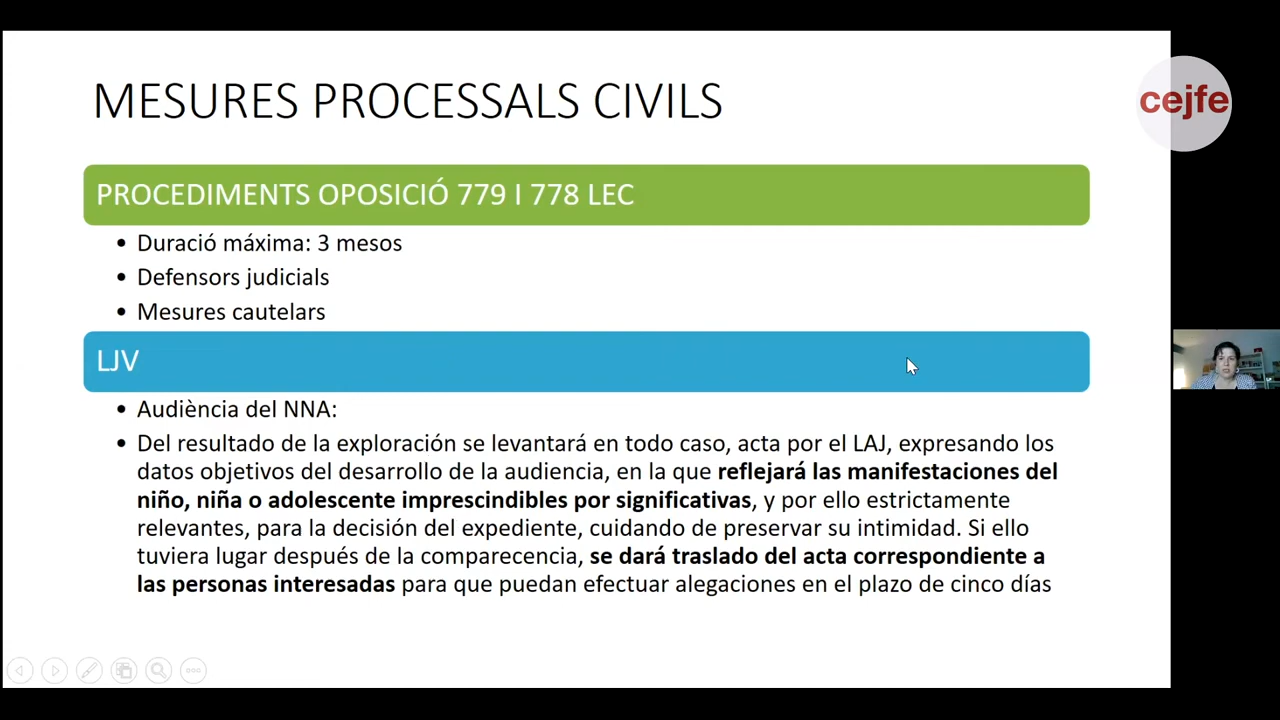 MESURES PROCESSALS CIVILS
cejfe
PROCEDIMENTS OPOSICIÓ 779 I 778 LEC
• Duració máxima: 3 mesos
• Defensors judicials
• Mesures cautelars
LJV
• Audiència del NNA:
• Del resultado de la exploración se levantará en todo caso, acta por el LAJ, expresando los
datos objetivos del desarrollo de la audiencia, en la que reflejará las manifestaciones del
niño, niña o adolescente imprescindibles por significativas, y por ello estrictamente
relevantes, para la decisión del expediente, cuidando de preservar su intimidad. Si ello
tuviera lugar después de la comparecencia, se dará traslado del acta correspondiente a
las personas interesadas para que puedan efectuar alegaciones en el plazo de cinco días